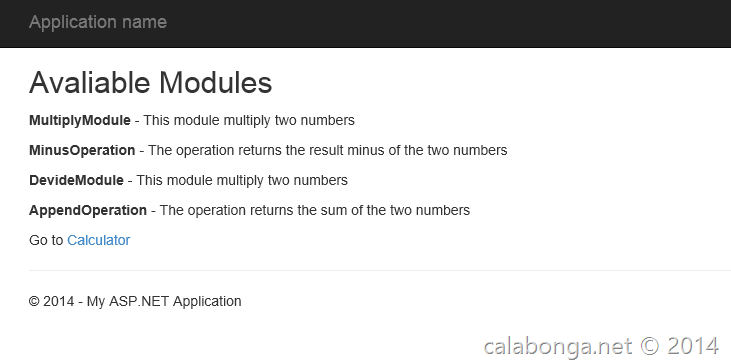 Application name
Avaliable Modules
MultiplyModule - This module multiply two numbers
MinusOperation - The operation returns the result minus of the two numbers
DevideModule - This module multiply two numbers
AppendOperation - The operation returns the sum of the two numbers
Go to Calculator
© 2014 - My ASP.NET Application
calabonga.net © 2014